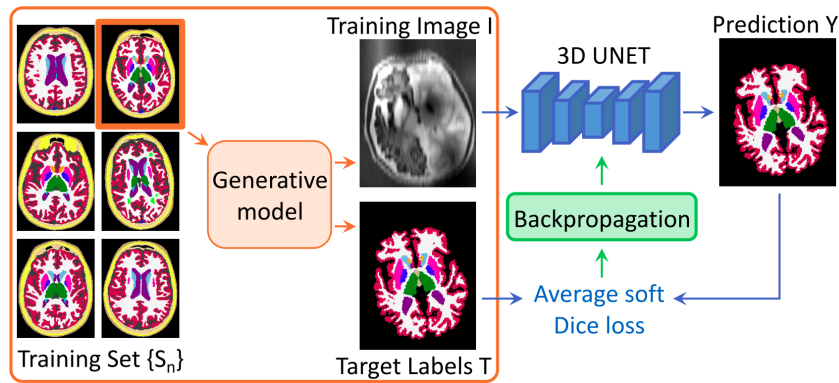 Training Image I
Prediction Y
3D UNET
Generative
model
Backpropagation
Average soft
Dice loss
Training Set {Sₙ}
Target Labels T